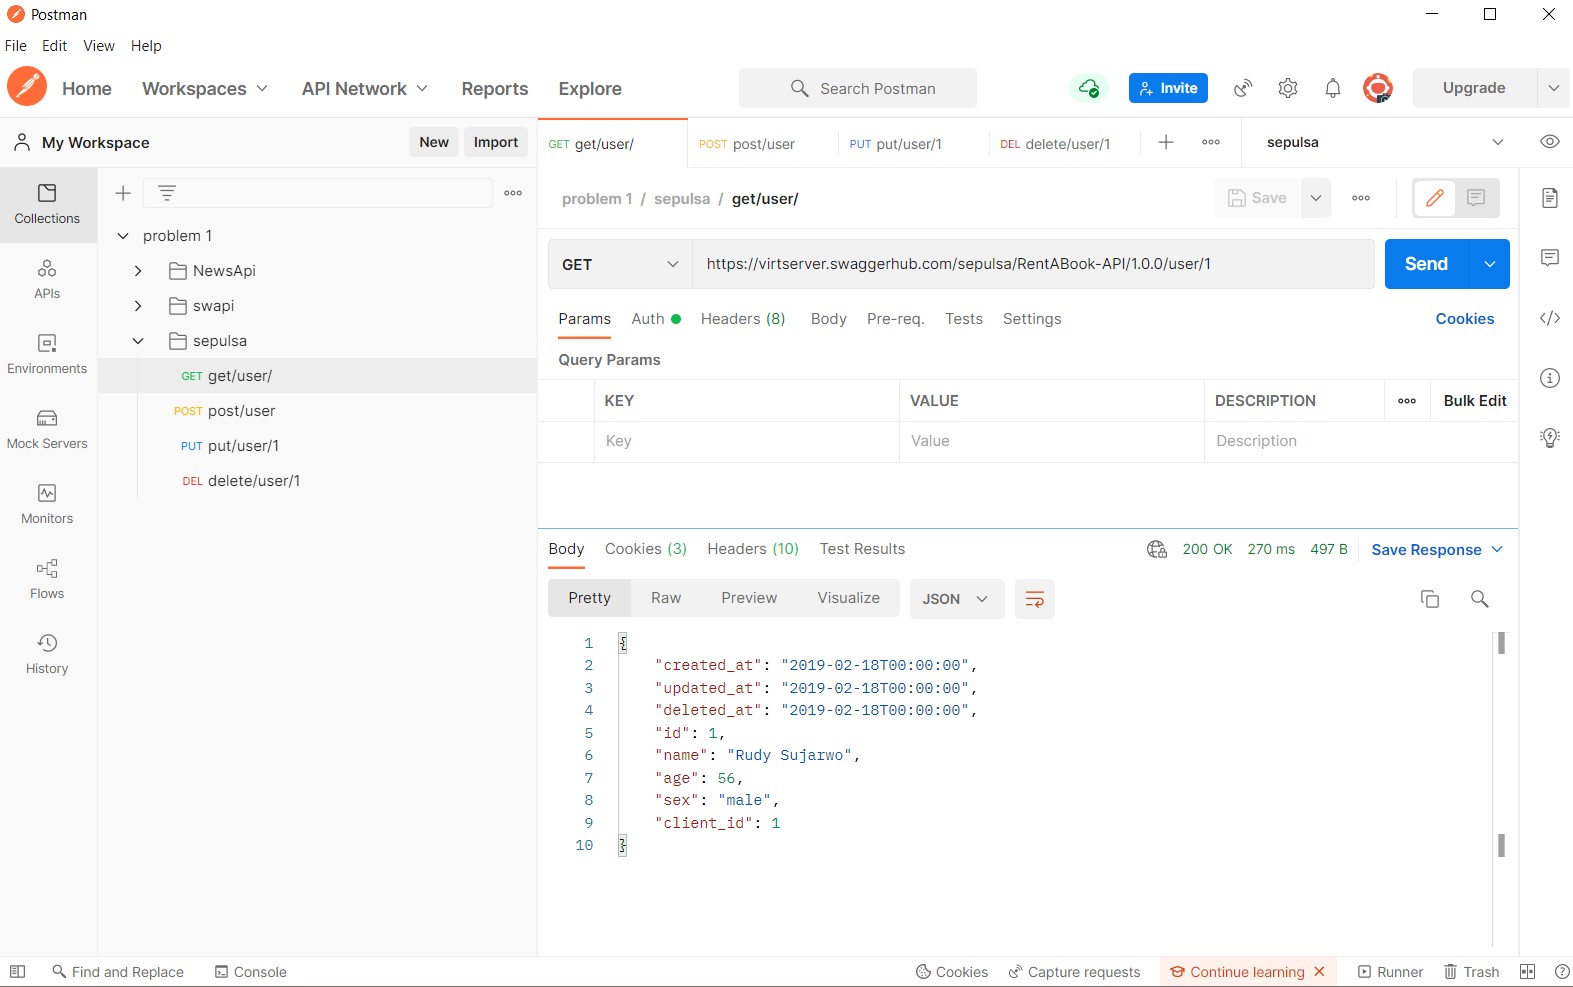 Postman
File Edit View Help
Home Workspaces API Network Reports Explore Search Postman Invite Upgrade
My Workspace New Import
GET get/user/ POST post/user PUT put/user/1 DEL delete/user/1 sepulsa
Collections
APIs
Environments
Mock Servers
Monitors
Flows
History
problem 1
NewsApi
swapi
sepulsa
GET get/user/
POST post/user
PUT put/user/1
DEL delete/user/1
problem 1 / sepulsa / get/user/ Save
GET https://virtserver.swaggerhub.com/sepulsa/RentABook-API/1.0.0/user/1 Send
Params Auth Headers (8) Body Pre-req. Tests Settings Cookies
Query Params
KEY VALUE DESCRIPTION Bulk Edit
Key Value Description
Body Cookies (3) Headers (10) Test Results 200 OK 270 ms 497 B Save Response
Pretty Raw Preview Visualize JSON
1 {
2 "created_at": "2019-02-18T00:00:00",
3 "updated_at": "2019-02-18T00:00:00",
4 "deleted_at": "2019-02-18T00:00:00",
5 "id": 1,
6 "name": "Rudy Sujarwo",
7 "age": 56,
8 "sex": "male",
9 "client_id": 1
10 }
Find and Replace Console Cookies Capture requests Continue learning Runner Trash